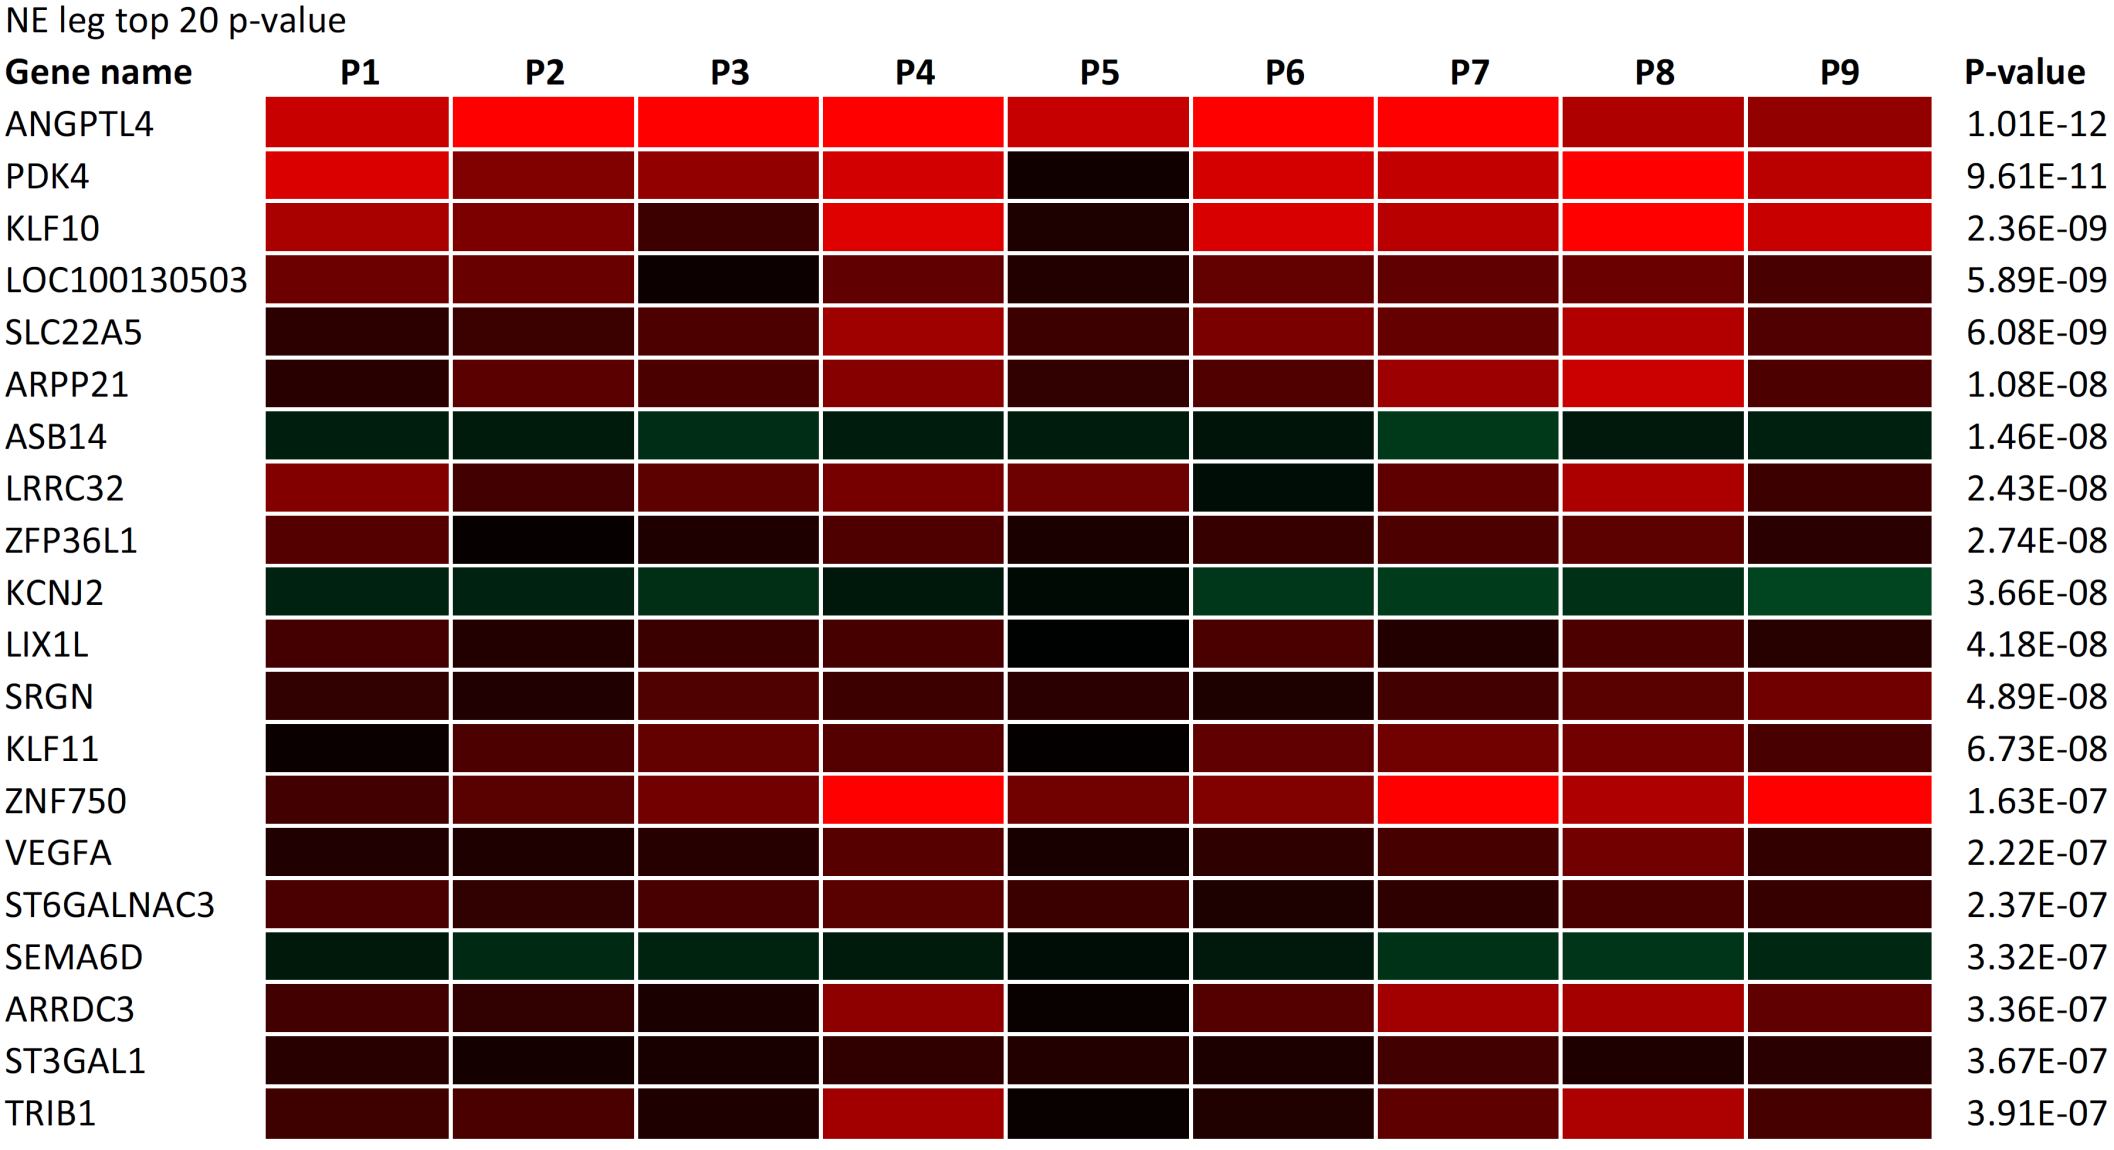 NE leg top 20 p-value
Gene name P1 P2 P3 P4 P5 P6 P7 P8 P9 P-value
ANGPTL4 1.01E-12
PDK4 9.61E-11
KLF10 2.36E-09
LOC100130503 5.89E-09
SLC22A5 6.08E-09
ARPP21 1.08E-08
ASB14 1.46E-08
LRRC32 2.43E-08
ZFP36L1 2.74E-08
KCNJ2 3.66E-08
LIX1L 4.18E-08
SRGN 4.89E-08
KLF11 6.73E-08
ZNF750 1.63E-07
VEGFA 2.22E-07
ST6GALNAC3 2.37E-07
SEMA6D 3.32E-07
ARRDC3 3.36E-07
ST3GAL1 3.67E-07
TRIB1 3.91E-07